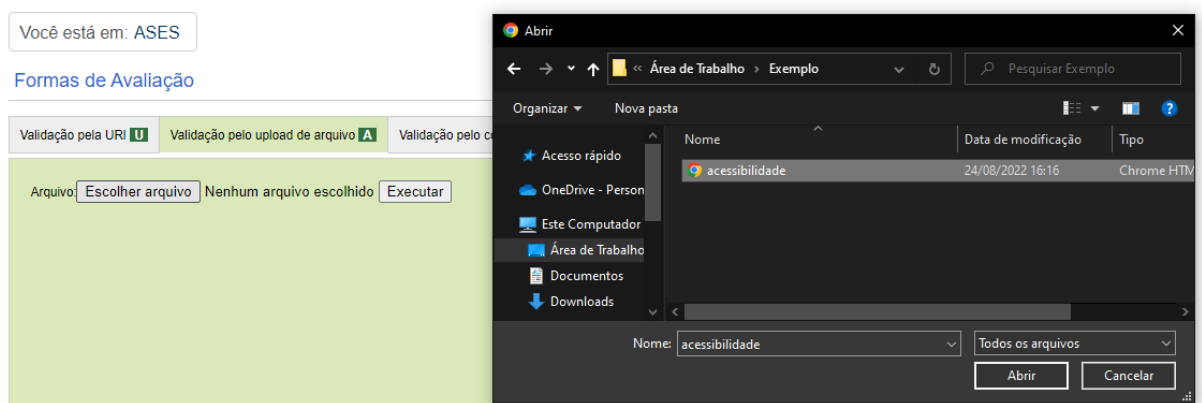 Você está em: ASES
Formas de Avaliação
Validação pela URI U
Validação pelo upload de arquivo A
Validação pelo
Arquivo: Escolher arquivo Nenhum arquivo escolhido Executar
Abrir
« Área de Trabalho > Exemplo
Pesquisar Exemplo
Organizar
Nova pasta
Nome
Data de modificação
Tipo
Acesso rápido
OneDrive - Person
Este Computador
Área de Trabalho
Documentos
Downloads
acessibilidade
24/08/2022 16:16
Chrome HTM
Nome: acessibilidade
Todos os arquivos
Abrir
Cancelar